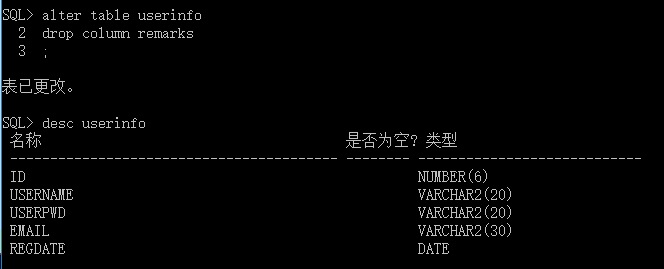 SQL> alter table userinfo
2 drop column remarks
3 ;
表已更改。
SQL> desc userinfo
名称 是否为空? 类型
----------------------------------------- -------- ----------------------------
ID NUMBER(6)
USERNAME VARCHAR2(20)
USERPWD VARCHAR2(20)
EMAIL VARCHAR2(30)
REGDATE DATE